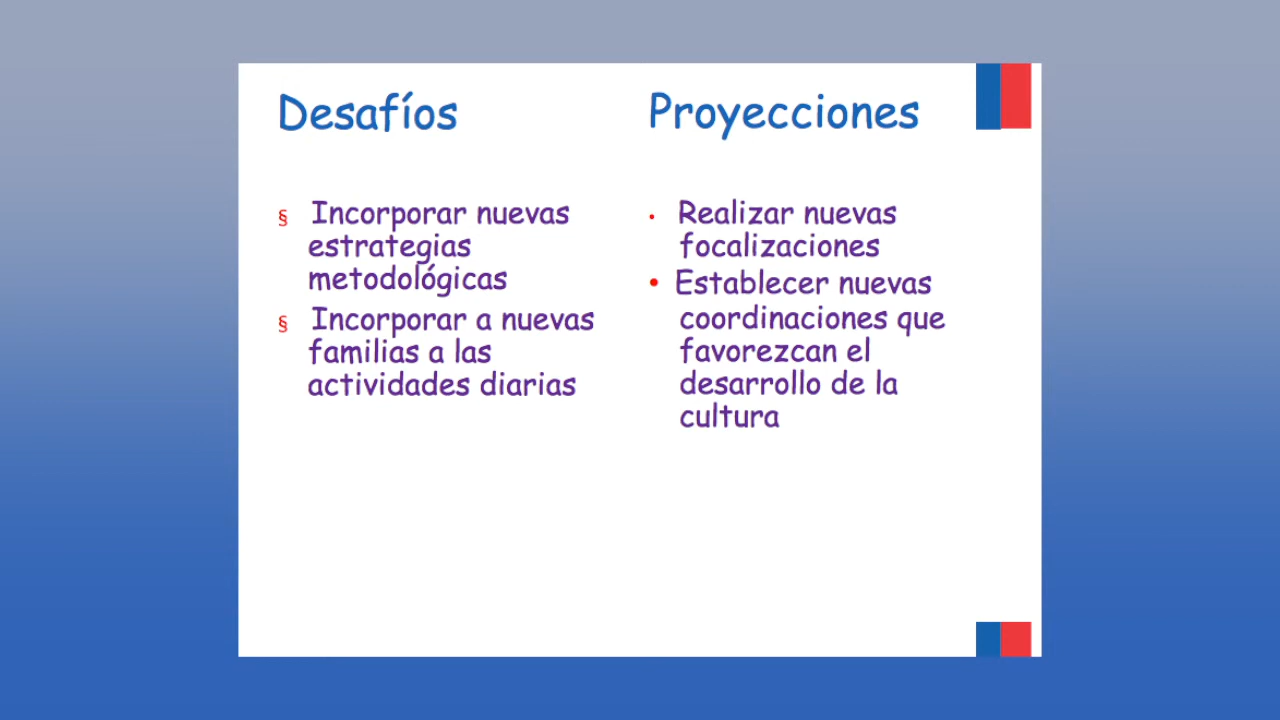 Desafíos
§ Incorporar nuevas
estrategias
metodológicas
§ Incorporar a nuevas
familias a las
actividades diarias
Proyecciones
• Realizar nuevas
focalizaciones
• Establecer nuevas
coordinaciones que
favorezcan el
desarrollo de la
cultura